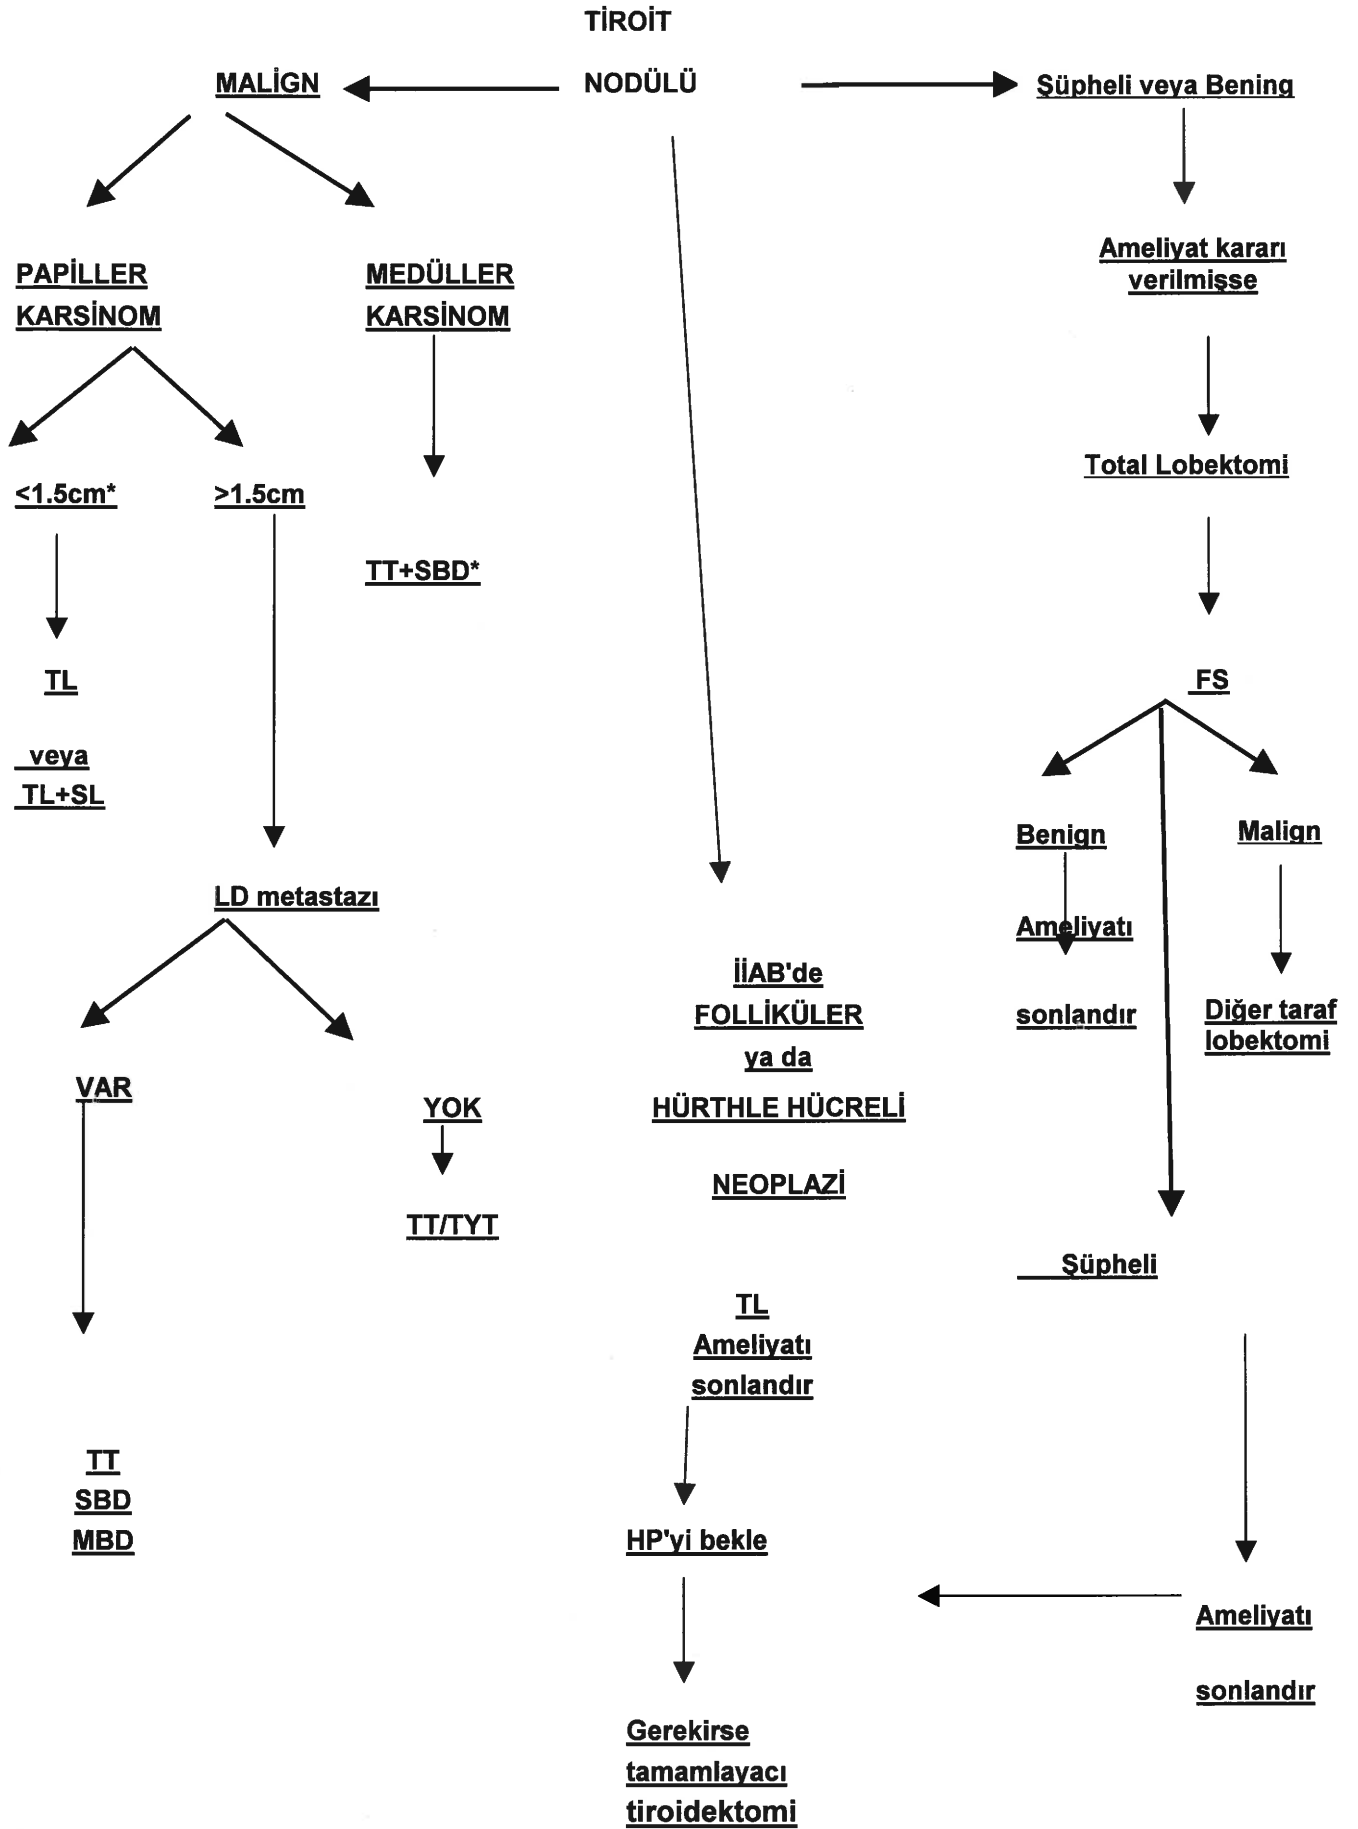 TİROİT
NODÜLÜ
MALİGN
Şüpheli veya Bening
PAPİLLER
KARSİNOM
MEDÜLLER
KARSİNOM
<1.5cm*
>1.5cm
TT+SBD*
TL
veya
TL+SL
LD metastazı
VAR
YOK
TT/TYT
TT
SBD
MBD
İİAB'de
FOLLİKÜLER
ya da
HÜRTHLE HÜCRELİ
NEOPLAZİ
TL
Ameliyatı
sonlandır
HP'yi bekle
Gerekirse
tamamlayacı
tiroidektomi
Ameliyat kararı
verilmişse
Total Lobektomi
FS
Benign
Ameliyatı
sonlandır
Malign
Diğer taraf
lobektomi
Şüpheli
Ameliyatı
sonlandır